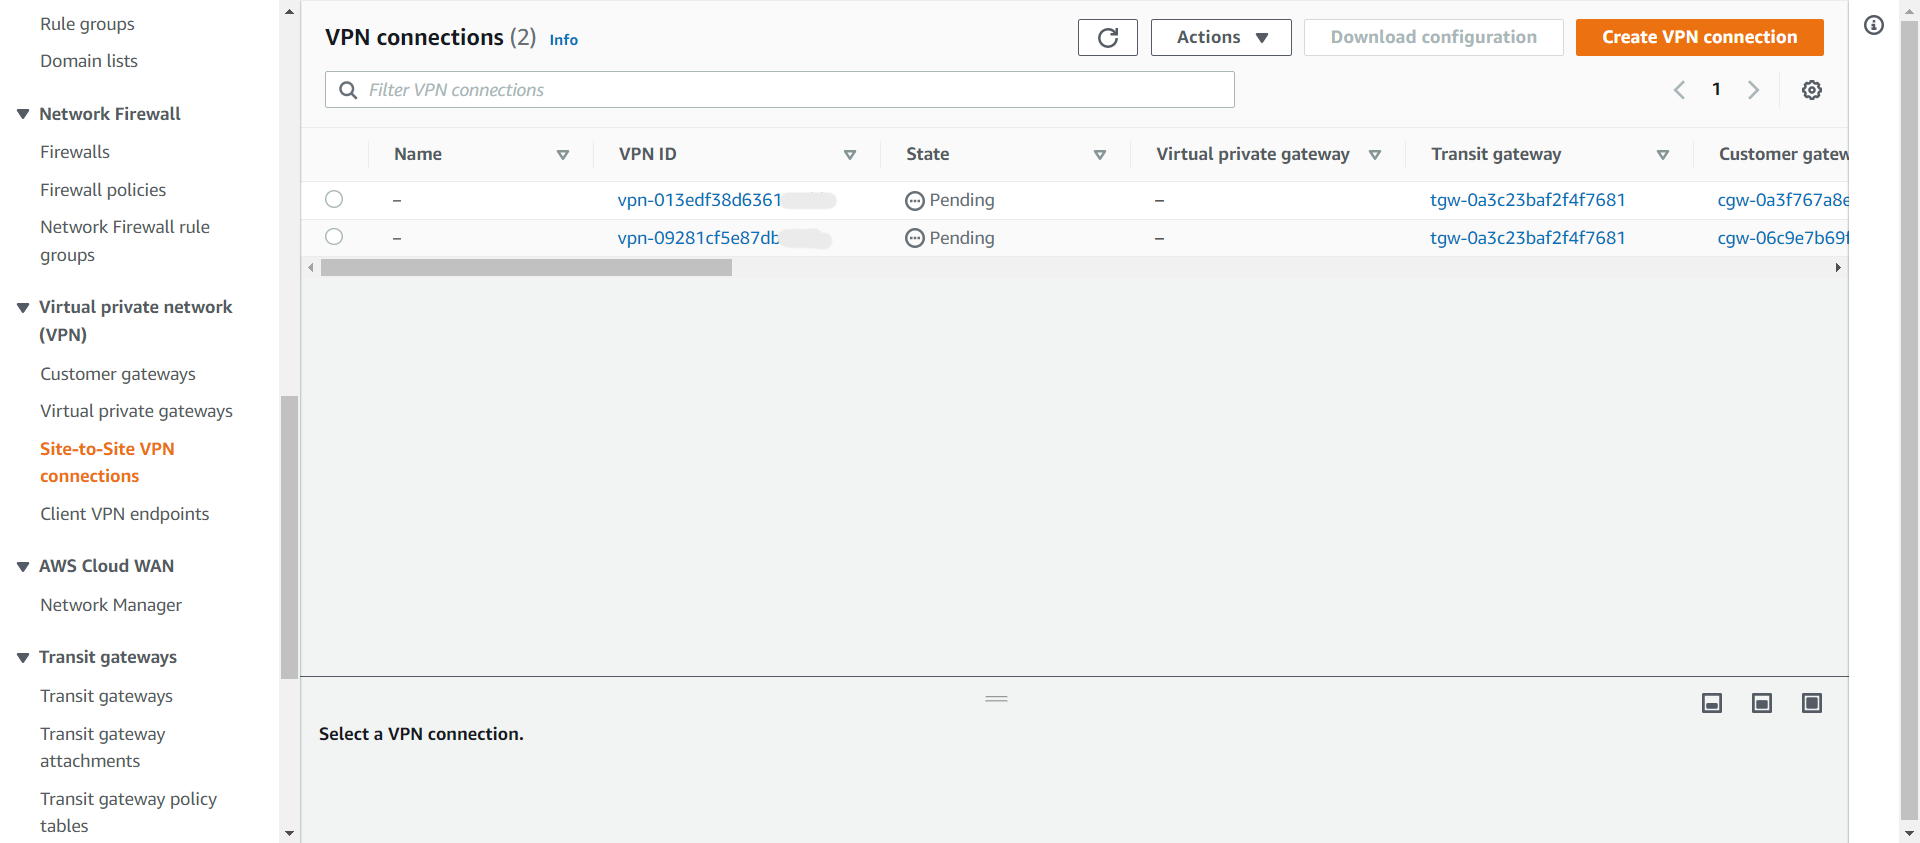 Rule groups
Domain lists
Network Firewall
Firewalls
Firewall policies
Network Firewall rule
groups
Virtual private network
(VPN)
Customer gateways
Virtual private gateways
Site-to-Site VPN
connections
Client VPN endpoints
AWS Cloud WAN
Network Manager
Transit gateways
Transit gateways
Transit gateway
attachments
Transit gateway policy
tables
VPN connections (2) Info
Actions
Download configuration
Create VPN connection
Filter VPN connections
1
Name VPN ID State Virtual private gateway Transit gateway Customer gatew
– vpn-013edf38d6361 Pending – tgw-0a3c23baf2f4f7681 cgw-0a3f767a8e
– vpn-09281cf5e87db Pending – tgw-0a3c23baf2f4f7681 cgw-06c9e7b69f
Select a VPN connection.